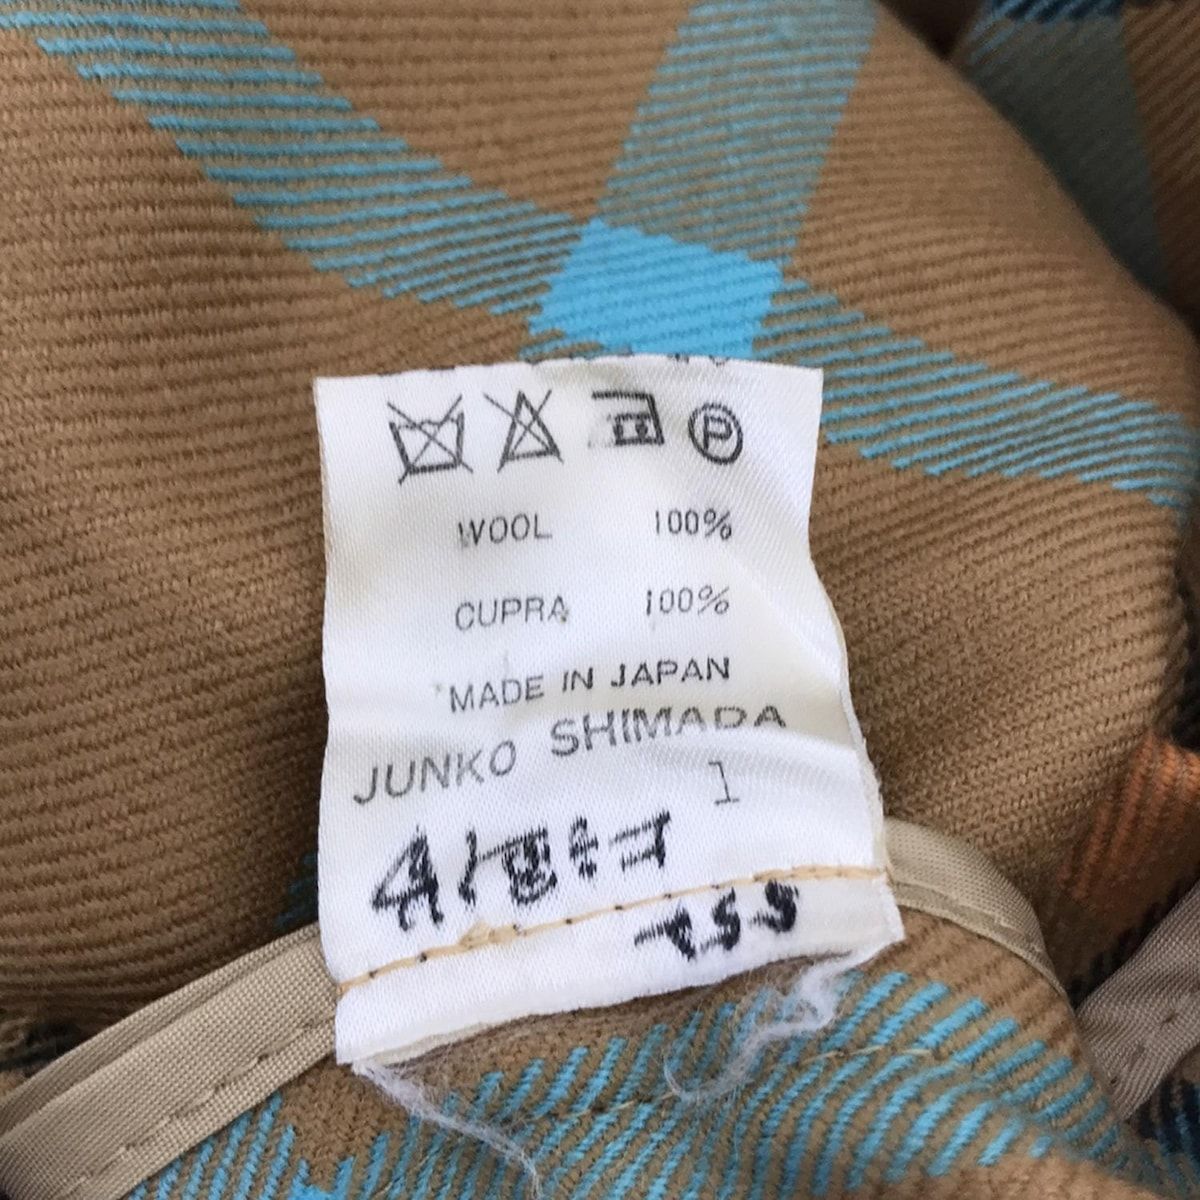 P
WOOL 100%
CUPRA 100%
MADE IN JAPAN
JUNKO SHIMADA
1